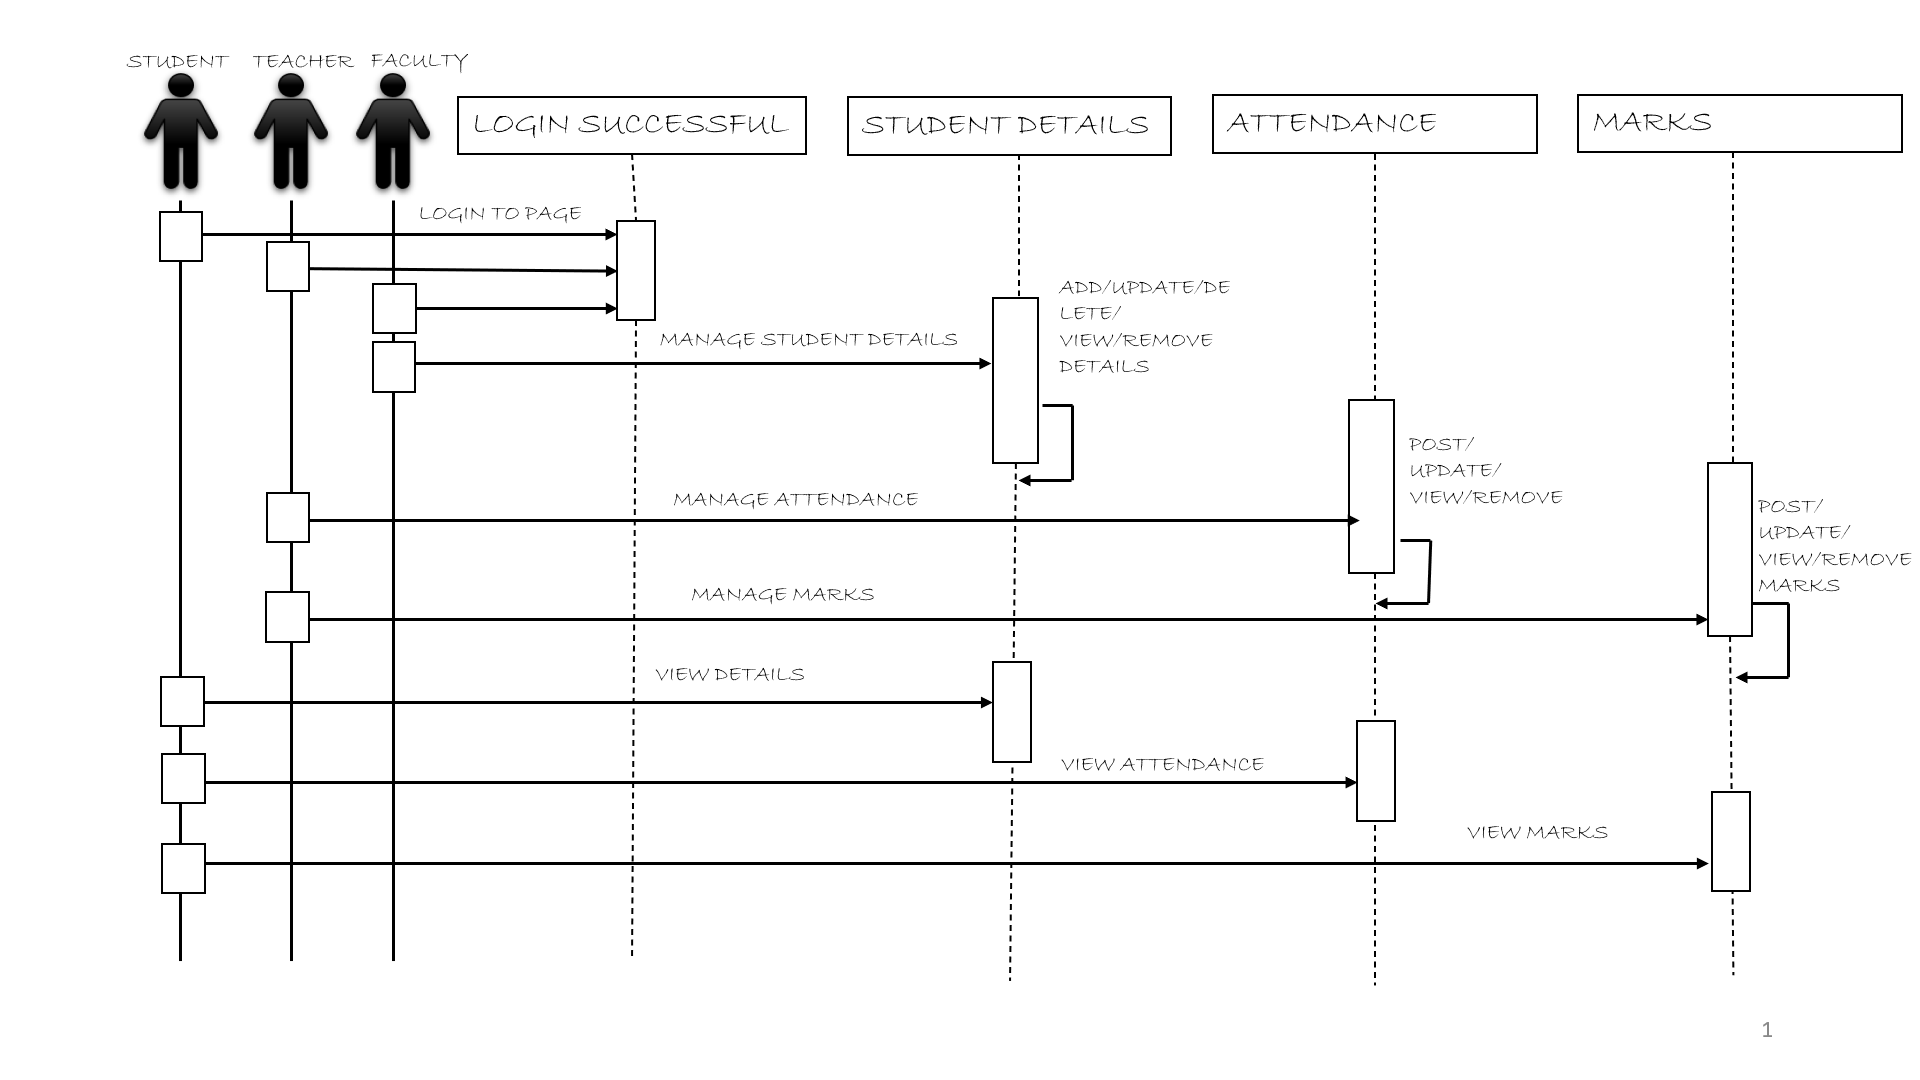 STUDENT
TEACHER
FACULTY
LOGIN SUCCESSFUL
STUDENT DETAILS
ATTENDANCE
MARKS
LOGIN TO PAGE
ADD/UPDATE/DE
LETE/
VIEW/REMOVE
DETAILS
MANAGE STUDENT DETAILS
POST/
UPDATE/
VIEW/REMOVE
MANAGE ATTENDANCE
POST/
UPDATE/
VIEW/REMOVE
MARKS
MANAGE MARKS
VIEW DETAILS
VIEW ATTENDANCE
VIEW MARKS
1